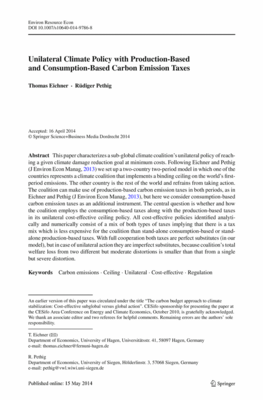 Environ Resource Econ
DOI 10.1007/s10640-014-9786-8
Unilateral Climate Policy with Production-Based
and Consumption-Based Carbon Emission Taxes
Thomas Eichner · Rüdiger Pethig
Accepted: 16 April 2014
© Springer Science+Business Media Dordrecht 2014
Abstract This paper characterizes a sub-global climate coalition's unilateral policy of reach-
ing a given climate damage reduction goal at minimum costs. Following Eichner and Pethig
(J Environ Econ Manag, 2013) we set up a two-country two-period model in which one of the
countries represents a climate coalition that implements a binding ceiling on the world's first-
period emissions. The other country is the rest of the world and refrains from taking action.
The coalition can make use of production-based carbon emission taxes in both periods, as in
Eichner and Pethig (J Environ Econ Manag, 2013), but here we consider consumption-based
carbon emission taxes as an additional instrument. The central question is whether and how
the coalition employs the consumption-based taxes along with the production-based taxes
in its unilateral cost-effective ceiling policy. All cost-effective policies identified analyti-
cally and numerically consist of a mix of both types of taxes implying that there is a tax
mix which is less expensive for the coalition than stand-alone consumption-based or stand-
alone production-based taxes. With full cooperation both taxes are perfect substitutes (in our
model), but in case of unilateral action they are imperfect substitutes, because coalition's total
welfare loss from two different but moderate distortions is smaller than that from a single
but severe distortion.
Keywords Carbon emissions · Ceiling · Unilateral · Cost-effective · Regulation
An earlier version of this paper was circulated under the title "The carbon budget approach to climate
stabilization: Cost-effective subglobal versus global action". CESifo sponsorship for presenting the paper at
the CESifo Area Conference on Energy and Climate Economics, October 2010, is gratefully acknowledged.
We thank an associate editor and two referees for helpful comments. Remaining errors are the authors' sole
responsibility.
T. Eichner
Department of Economics, University of Hagen, Universitätsstr. 41, 58097 Hagen, Germany
e-mail: thomas.eichner@fernuni-hagen.de
R. Pethig
Department of Economics, University of Siegen, Hölderlinstr. 3, 57068 Siegen, Germany
e-mail: pethig@vwl.wiwi.uni-siegen.de
Published online: 15 May 2014
Springer